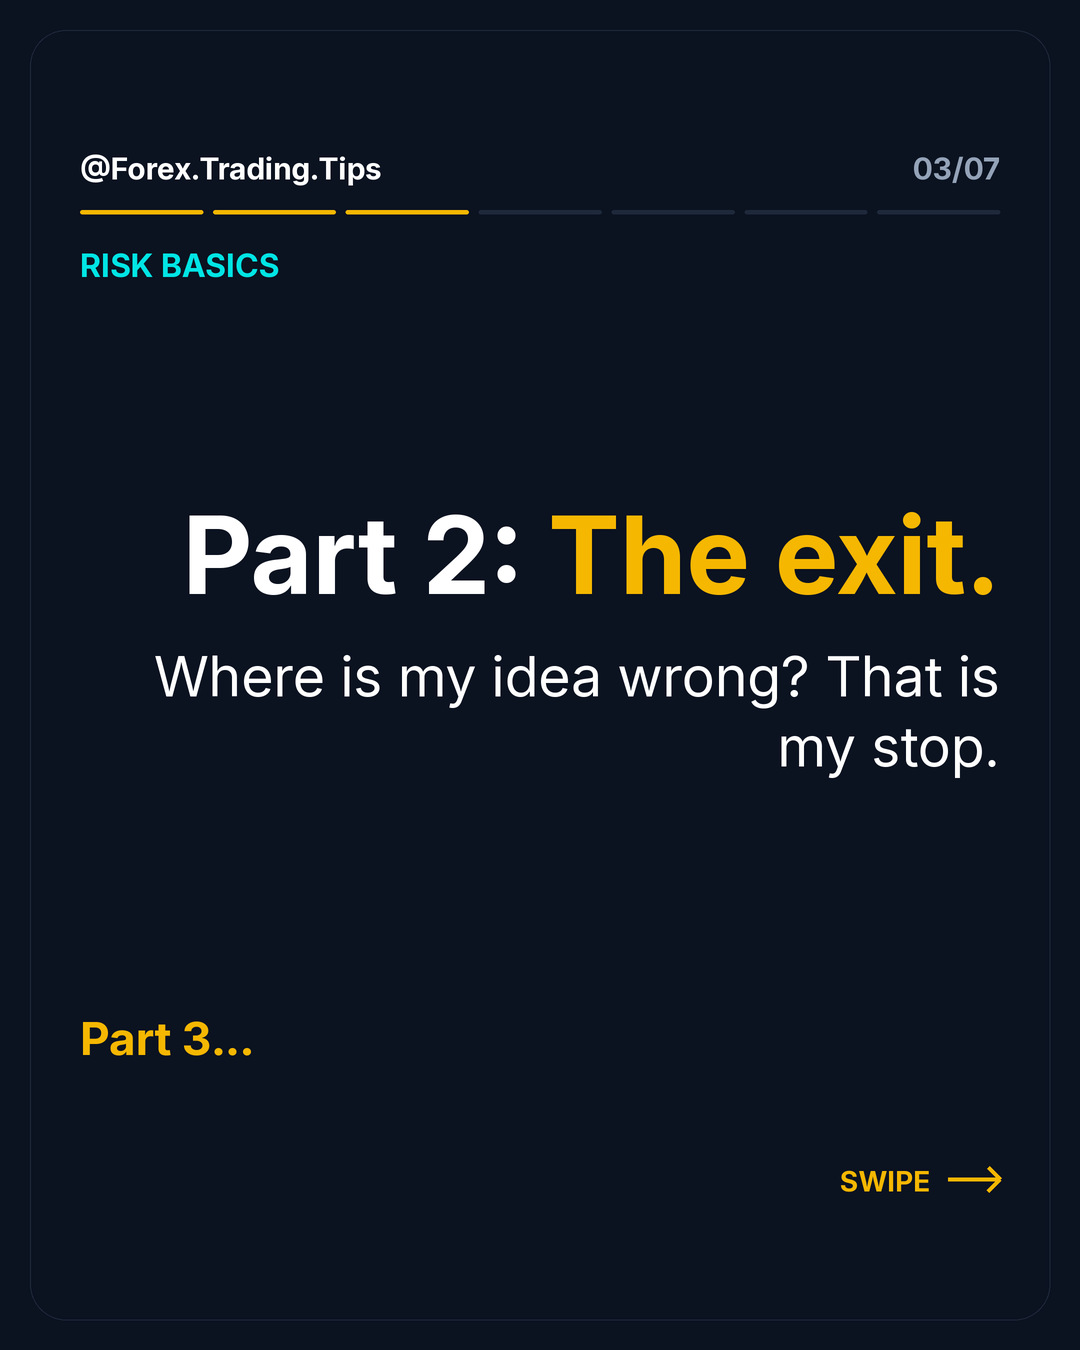 @Forex.Trading.Tips
03/07
RISK BASICS
Part 2: The exit.
Where is my idea wrong? That is
my stop.
Part 3...
SWIPE